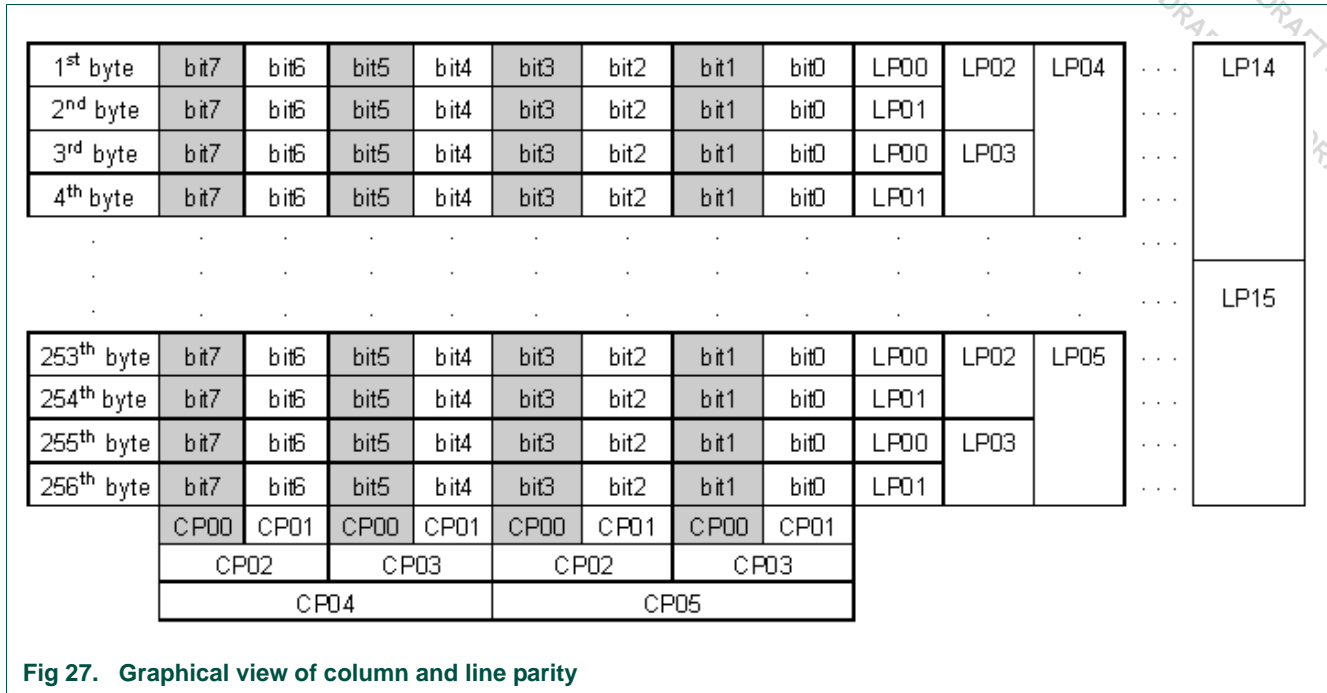 DRAFT DRAFT
1st byte bit7 bit6 bit5 bit4 bit3 bit2 bit1 bit0 LP00 LP02 LP04 . . . LP14
2nd byte bit7 bit6 bit5 bit4 bit3 bit2 bit1 bit0 LP01 . . .
3rd byte bit7 bit6 bit5 bit4 bit3 bit2 bit1 bit0 LP00 LP03 . . .
4th byte bit7 bit6 bit5 bit4 bit3 bit2 bit1 bit0 LP01 . . .
. . . . . . . . . . . . . . .
. . . . . . . . . . . .
. . . LP15
. . . . . . . . . . . .
253th byte bit7 bit6 bit5 bit4 bit3 bit2 bit1 bit0 LP00 LP02 LP05 . . .
254th byte bit7 bit6 bit5 bit4 bit3 bit2 bit1 bit0 LP01 . . .
255th byte bit7 bit6 bit5 bit4 bit3 bit2 bit1 bit0 LP00 LP03 . . .
256th byte bit7 bit6 bit5 bit4 bit3 bit2 bit1 bit0 LP01 . . .
CP00 CP01 CP00 CP01 CP00 CP01 CP00 CP01
CP02 CP03 CP02 CP03
CP04 CP05
Fig 27. Graphical view of column and line parity